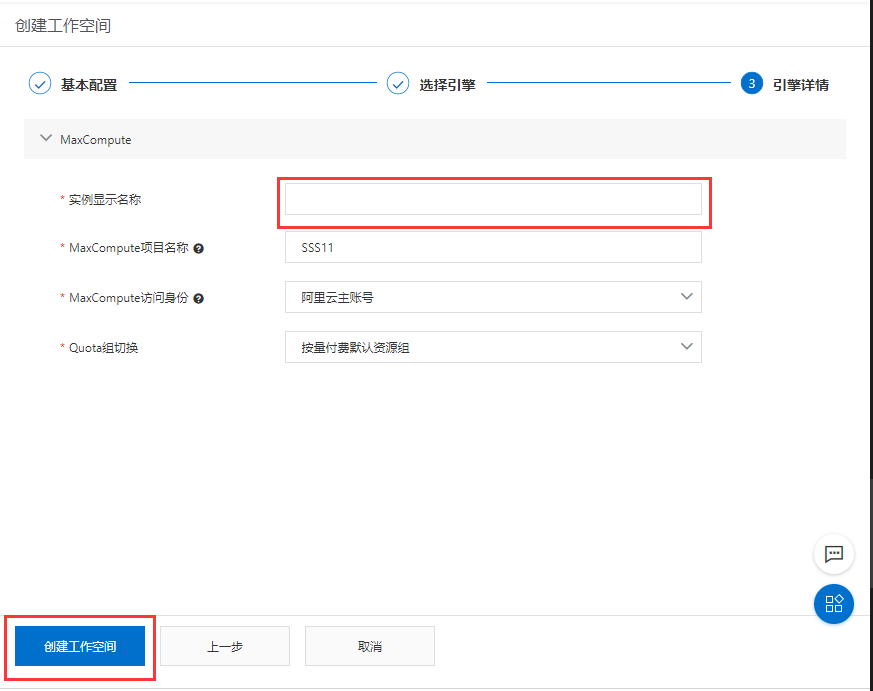 创建工作空间
基本配置 选择引擎 3 引擎详情
MaxCompute
* 实例显示名称
* MaxCompute项目名称 ? SSS11
* MaxCompute访问身份 ? 阿里云主账号
* Quota组切换 按量付费默认资源组
创建工作空间 上一步 取消